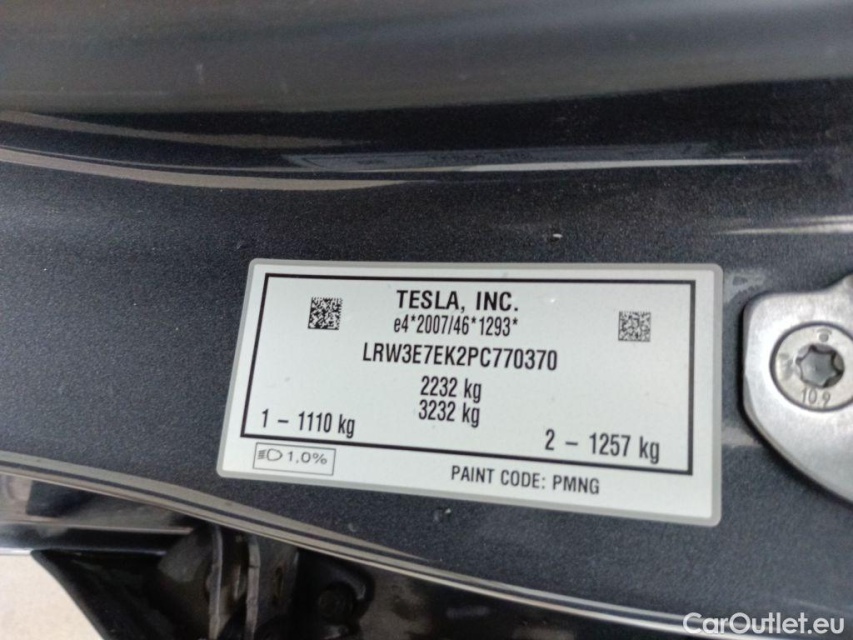 TESLA, INC.
e4*2007/46*1293*
LRW3E7EK2PC770370
2232 kg
3232 kg
1 - 1110 kg
2 - 1257 kg
1,0%
PAINT CODE: PMNG
10.9
CarOutlet.eu